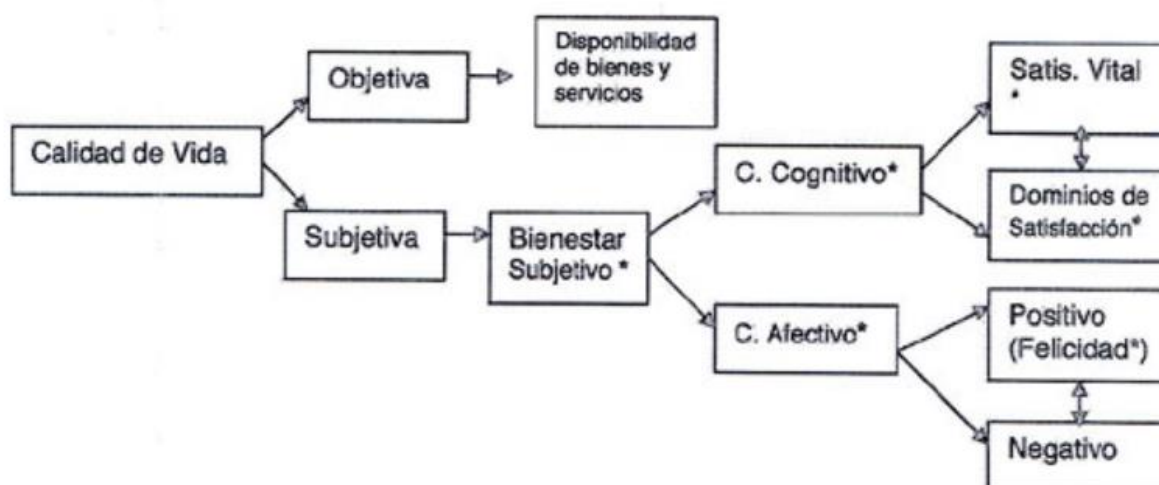 Calidad de Vida
Objetiva
Disponibilidad
de bienes y
servicios
Subjetiva
Bienestar
Subjetivo *
C. Cognitivo*
Satis. Vital
*
Dominios de
Satisfacción*
C. Afectivo*
Positivo
(Felicidad*)
Negativo